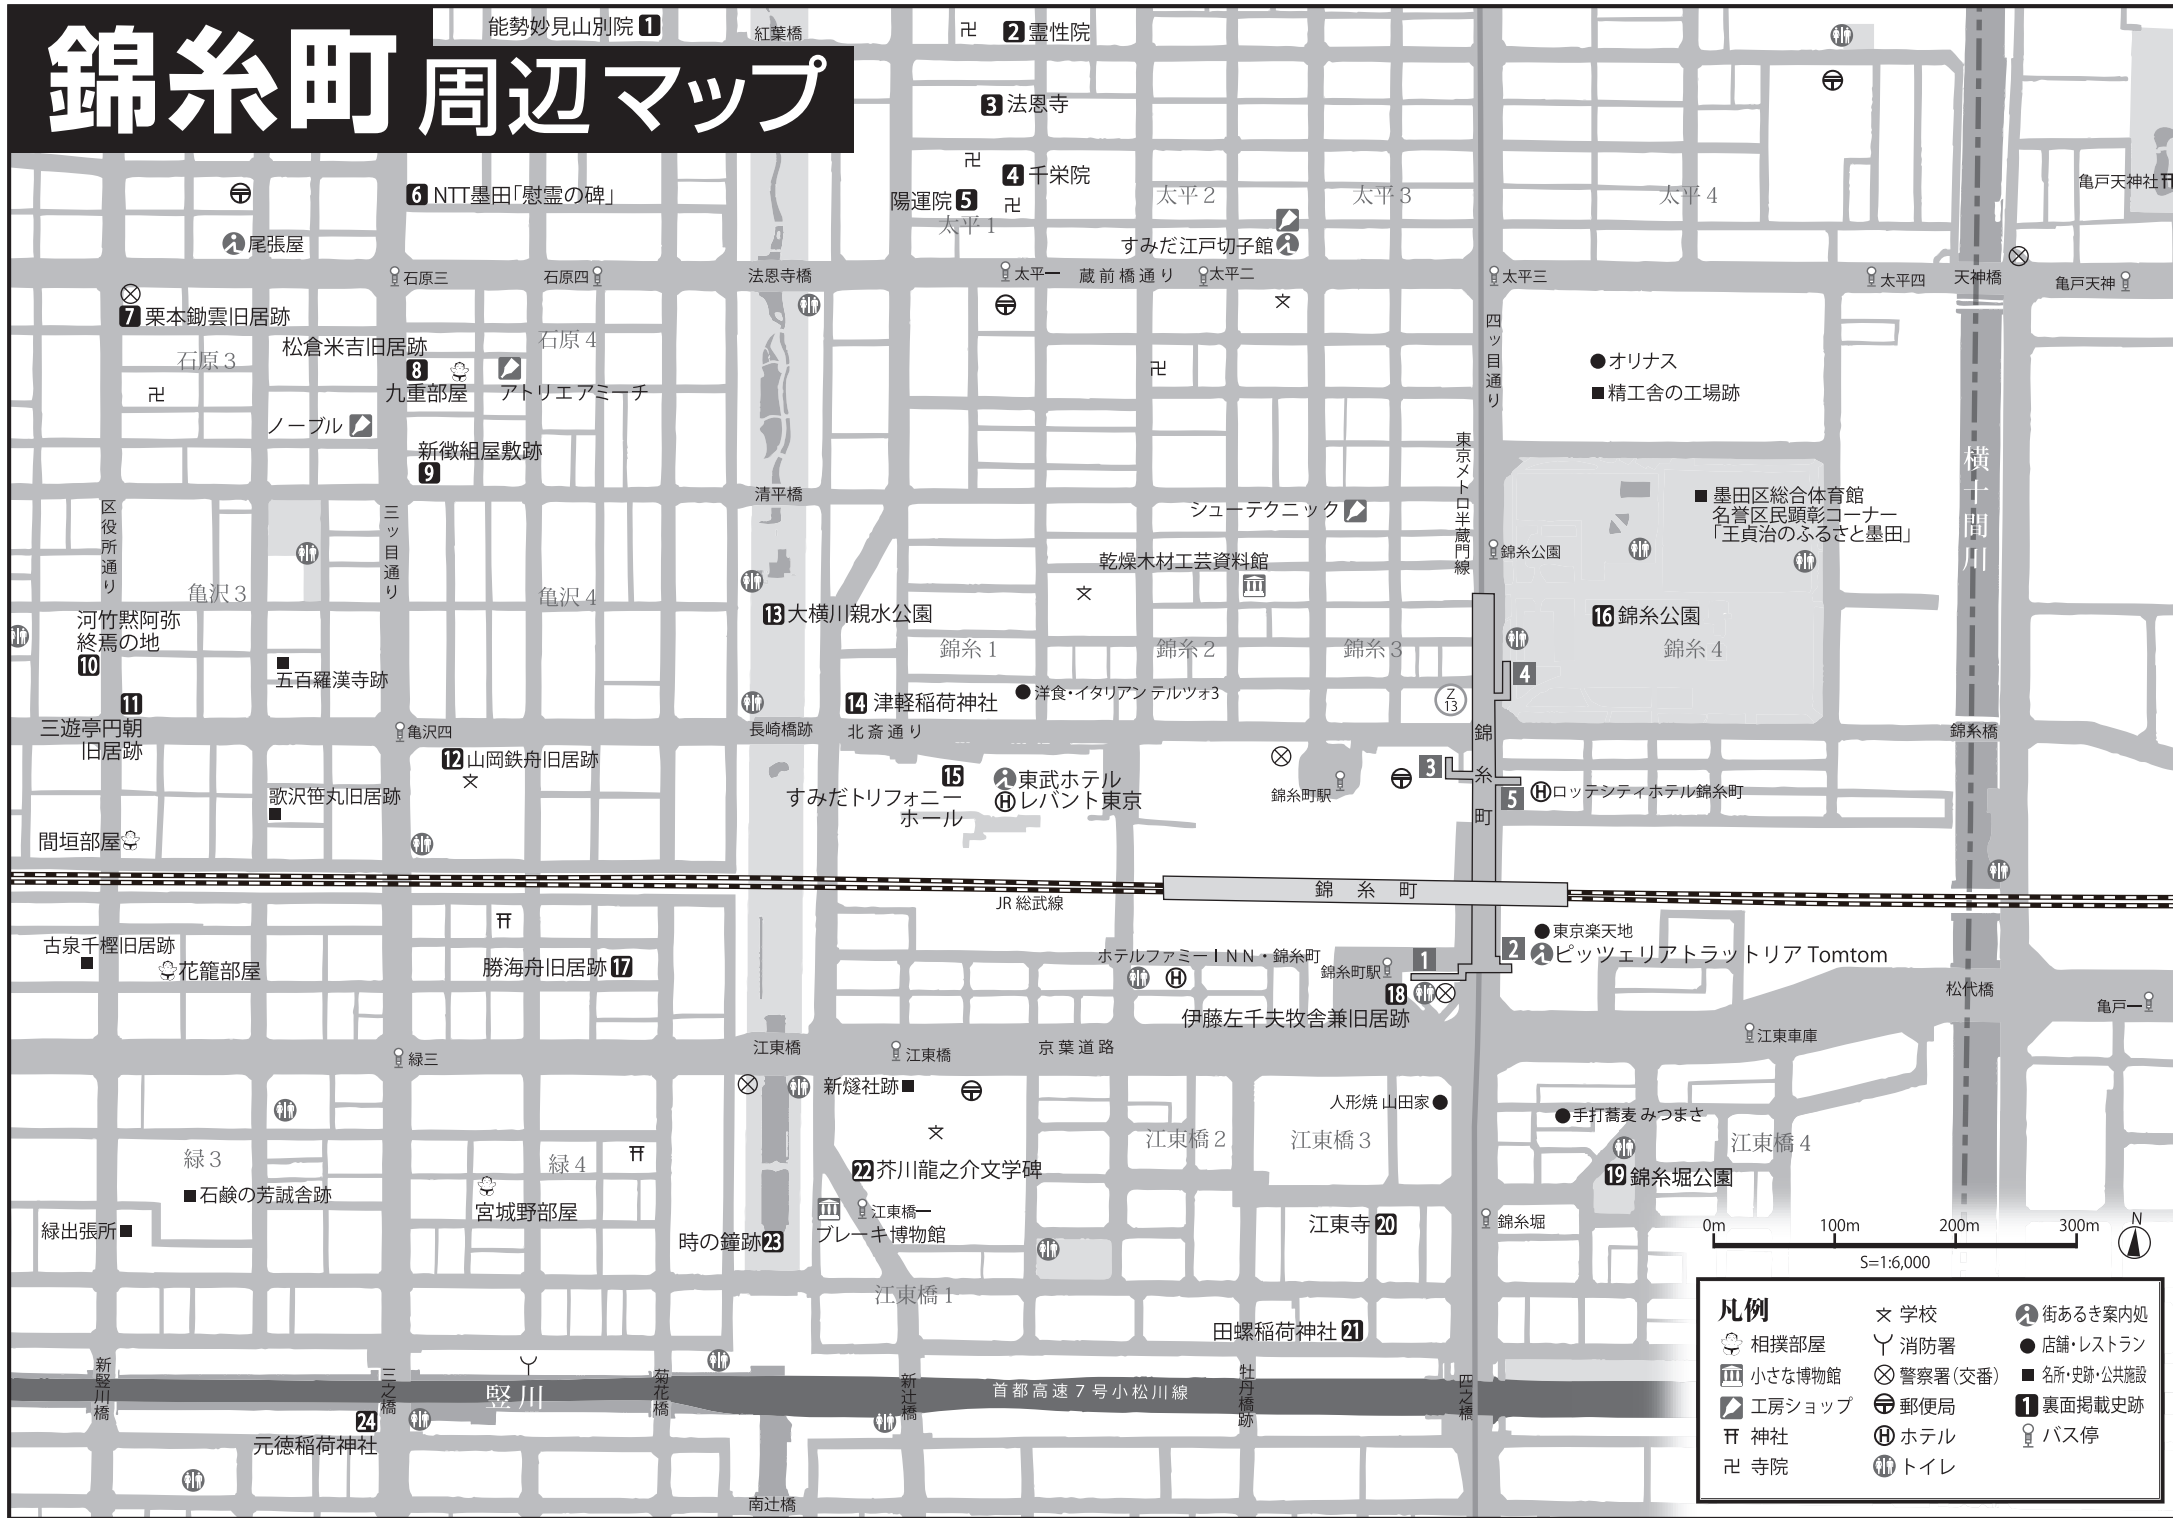 錦糸町 周辺マップ
能勢妙見山別院 1
紅葉橋
2 霊性院
3 法恩寺
4 千栄院
陽運院 5
太平1
太平2
太平3
太平4
亀戸天神社
6 NTT墨田「慰霊の碑」
尾張屋
すみだ江戸切子館
石原三
石原四
法恩寺橋
太平一
蔵前橋通り
太平二
太平三
太平四
天神橋
亀戸天神
7 栗本鋤雲旧居跡
石原3
松倉米吉旧居跡
8
九重部屋
石原4
アトリエアミーチ
ノーブル
新徴組屋敷跡
9
四ッ目通り
オリナス
精工舎の工場跡
東京メトロ半蔵門線
横十間川
清平橋
シューテクニック
墨田区総合体育館
名誉区民顕彰コーナー
「王貞治のふるさと墨田」
区役所通り
三ッ目通り
錦糸公園
乾燥木材工芸資料館
亀沢3
亀沢4
河竹黙阿弥
終焉の地
10
13 大横川親水公園
16 錦糸公園
錦糸1
錦糸2
錦糸3
錦糸4
五百羅漢寺跡
11
三遊亭円朝
旧居跡
14 津軽稲荷神社
洋食・イタリアン テルツォ3
Z
13
4
亀沢四
長崎橋跡
北斎通り
錦糸橋
12 山岡鉄舟旧居跡
15
すみだトリフォニー
ホール
東武ホテル
レバント東京
錦糸町駅
3
錦糸町
5
ロッテシティホテル錦糸町
歌沢笹丸旧居跡
間垣部屋
錦糸町
JR 総武線
古泉千樫旧居跡
花籠部屋
勝海舟旧居跡 17
ホテルファミーINN・錦糸町
錦糸町駅
1
2
東京楽天地
ピッツェリアトラットリア Tomtom
18
伊藤左千夫牧舎兼旧居跡
松代橋
亀戸一
緑三
江東橋
江東橋
京葉道路
江東車庫
新燧社跡
人形焼 山田家
手打蕎麦 みつまさ
江東橋2
江東橋3
江東橋4
緑3
緑4
22 芥川龍之介文学碑
19 錦糸堀公園
石鹸の芳誠舎跡
宮城野部屋
緑出張所
時の鐘跡 23
江東橋一
ブレーキ博物館
江東寺 20
錦糸堀
0m 100m 200m 300m
S=1:6,000
N
江東橋1
田螺稲荷神社 21
新竪川橋
三之橋
竪川
菊花橋
新辻橋
首都高速7号小松川線
牡丹橋跡
四之橋
24
元徳稲荷神社
南辻橋
凡例
相撲部屋
小さな博物館
工房ショップ
神社
寺院
学校
消防署
警察署(交番)
郵便局
ホテル
トイレ
街あるき案内処
店舗・レストラン
名所・史跡・公共施設
1 裏面掲載史跡
バス停